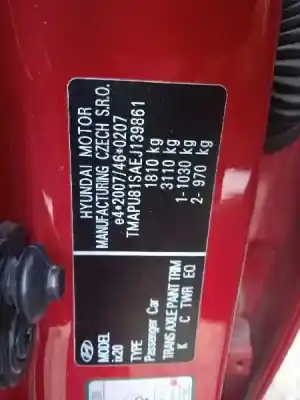 HYUNDAI MOTOR
MANUFACTURING CZECH S.R.O.
e4*2007/46*0207
TMAPU81SAEJ139861
1810 kg
3110 kg
1-1030 kg
2- 970 kg
MODEL
ix20
TYPE
Passenger Car
TRANS AXLE PAINT TRIM
K C TWR EQ